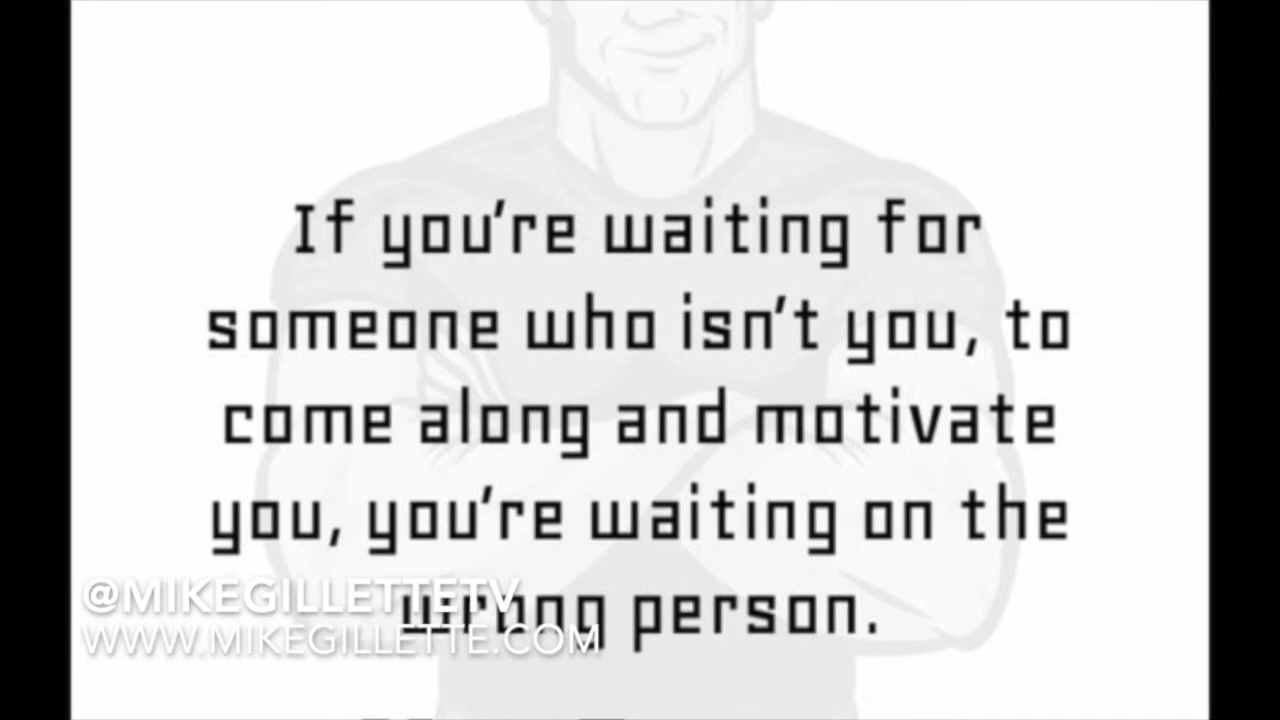 If you're waiting for
someone who isn't you, to
come along and motivate
you, you're waiting on the
wrong person.
@MIKEGILLETTETV
WWW.MIKEGILLETTE.COM